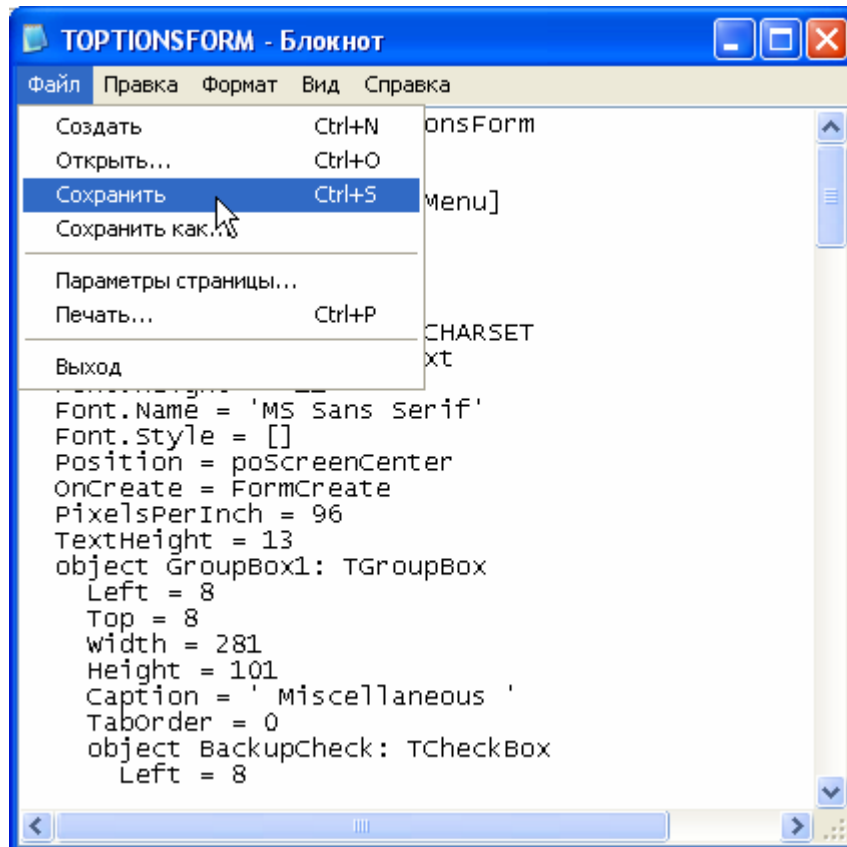 TOPTIONSFORM - Блокнот
Файл Правка Формат Вид Справка
Создать Ctrl+N
onsForm
Открыть... Ctrl+O
Сохранить Ctrl+S
Menu]
Сохранить как...
Параметры страницы...
Печать... Ctrl+P
CHARSET
xt
Выход
Font.Name = 'MS Sans Serif'
Font.Style = []
Position = poScreenCenter
OnCreate = FormCreate
PixelsPerInch = 96
TextHeight = 13
object GroupBox1: TGroupBox
Left = 8
Top = 8
Width = 281
Height = 101
Caption = ' Miscellaneous '
TabOrder = 0
object BackupCheck: TCheckBox
Left = 8